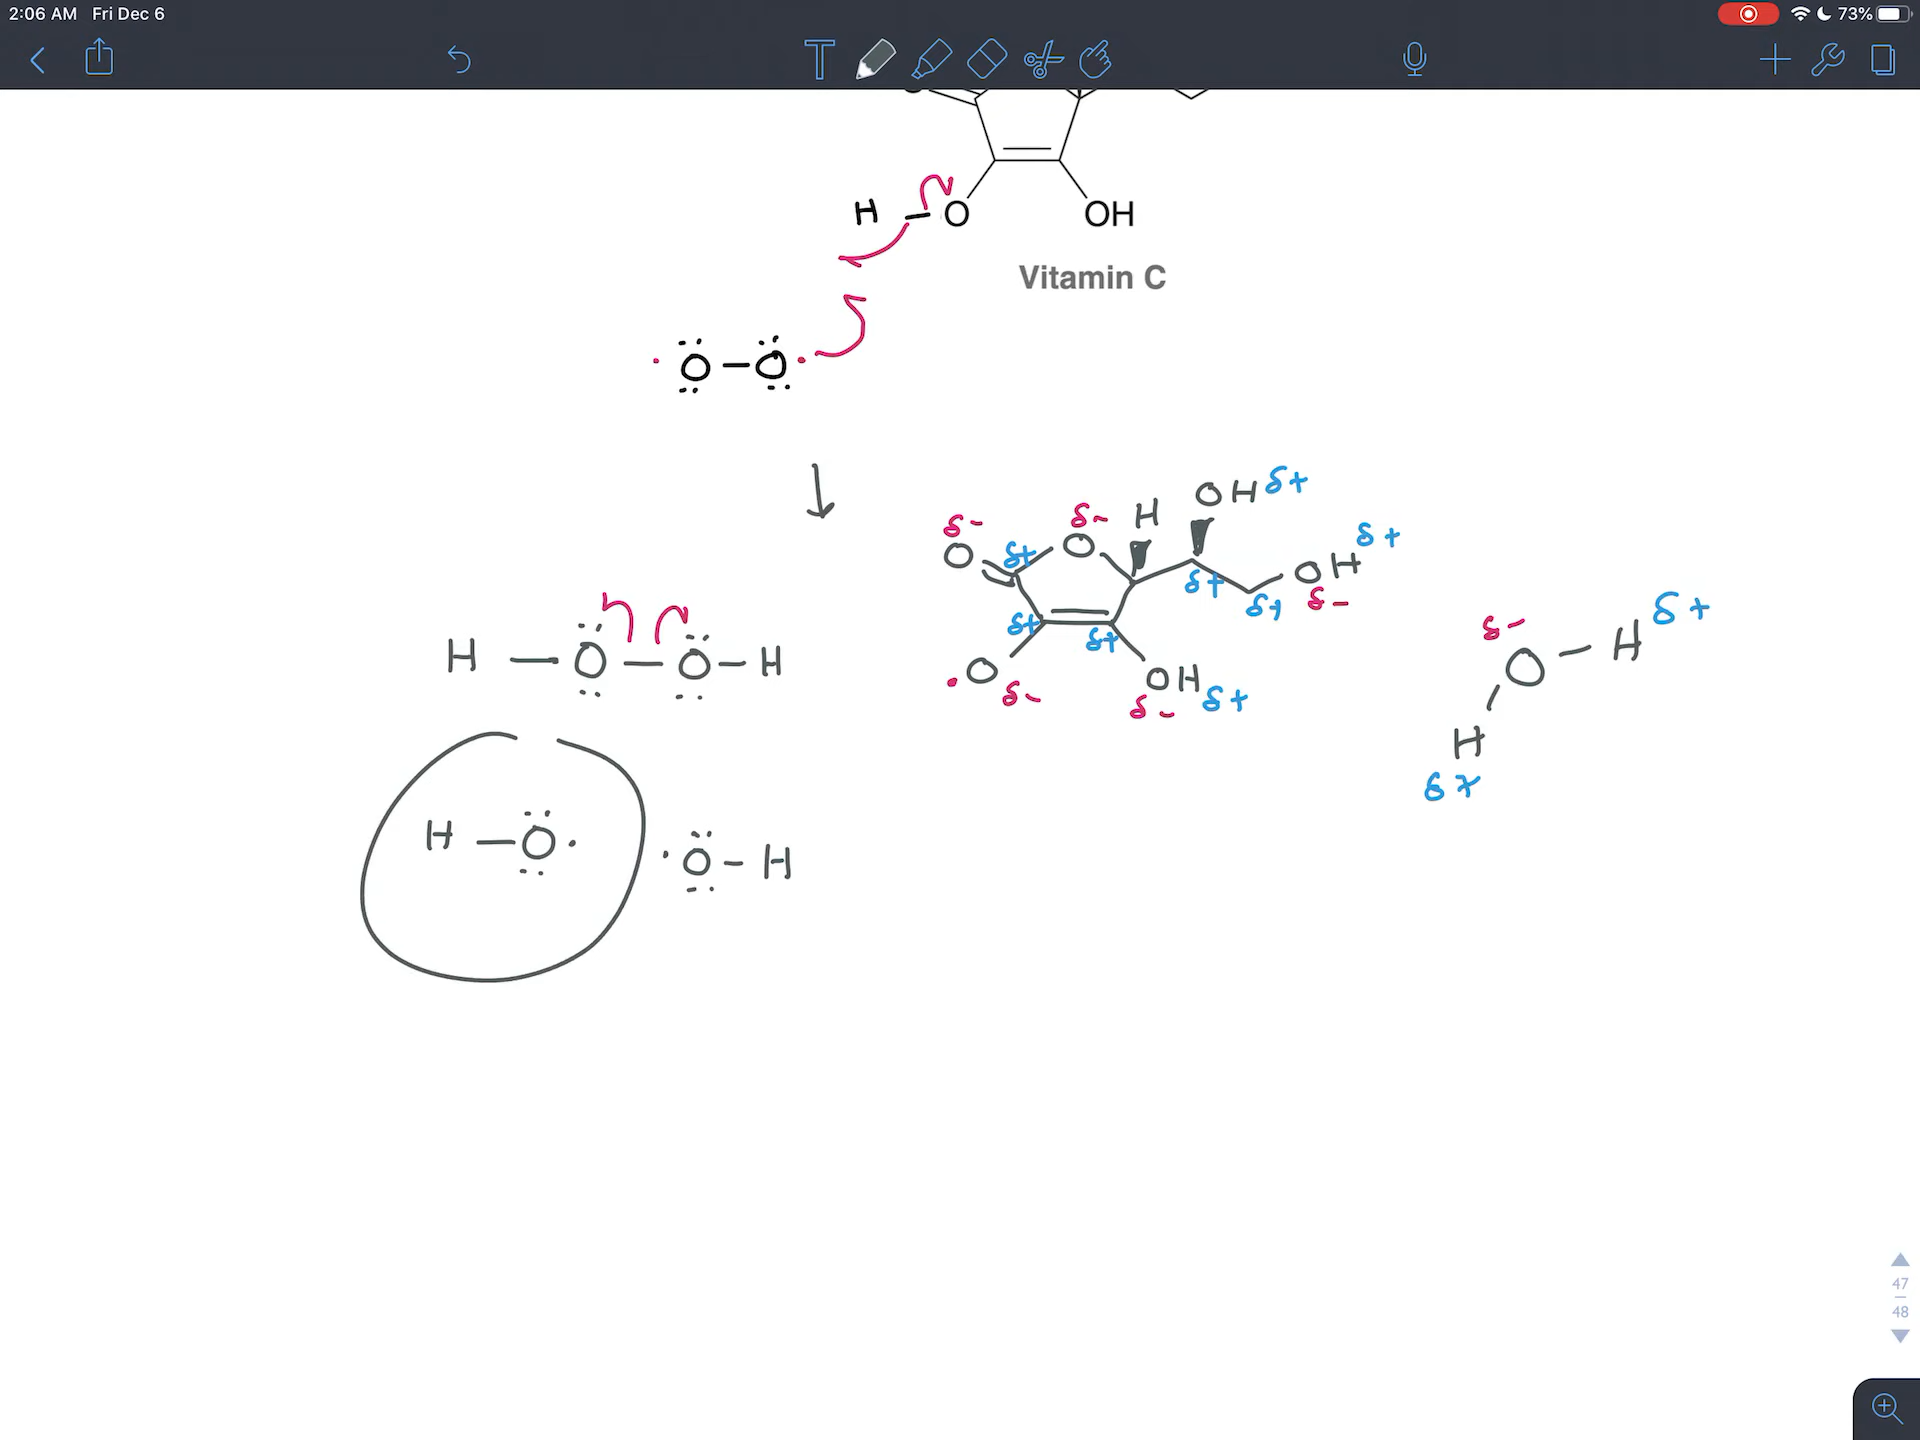 2:06 AM Fri Dec 6 73%
T
H O OH
Vitamin C
O O
OH δ+
δ- δ- H
O δ+ O OH δ+
δ+ δ+ δ-
δ+ δ+
O δ- OH δ+
δ-
H O O H
δ- H δ+
O
H
δ+
H O O H
47
48